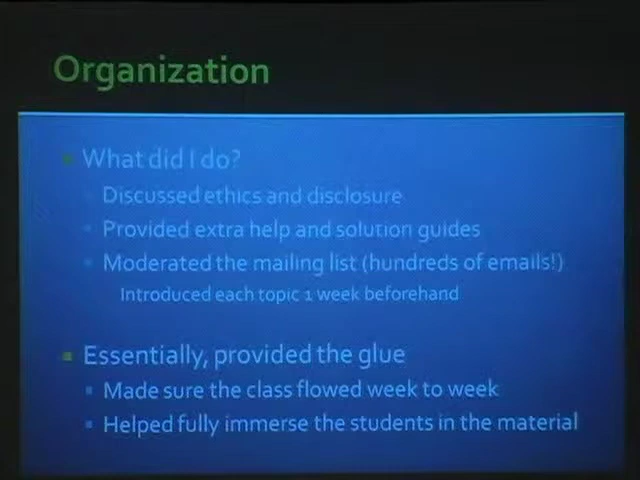 Organization
What did I do?
Discussed ethics and disclosure
Provided extra help and solution guides
Moderated the mailing list (hundreds of emails!)
Introduced each topic 1 week beforehand
Essentially, provided the glue
Made sure the class flowed week to week
Helped fully immerse the students in the material